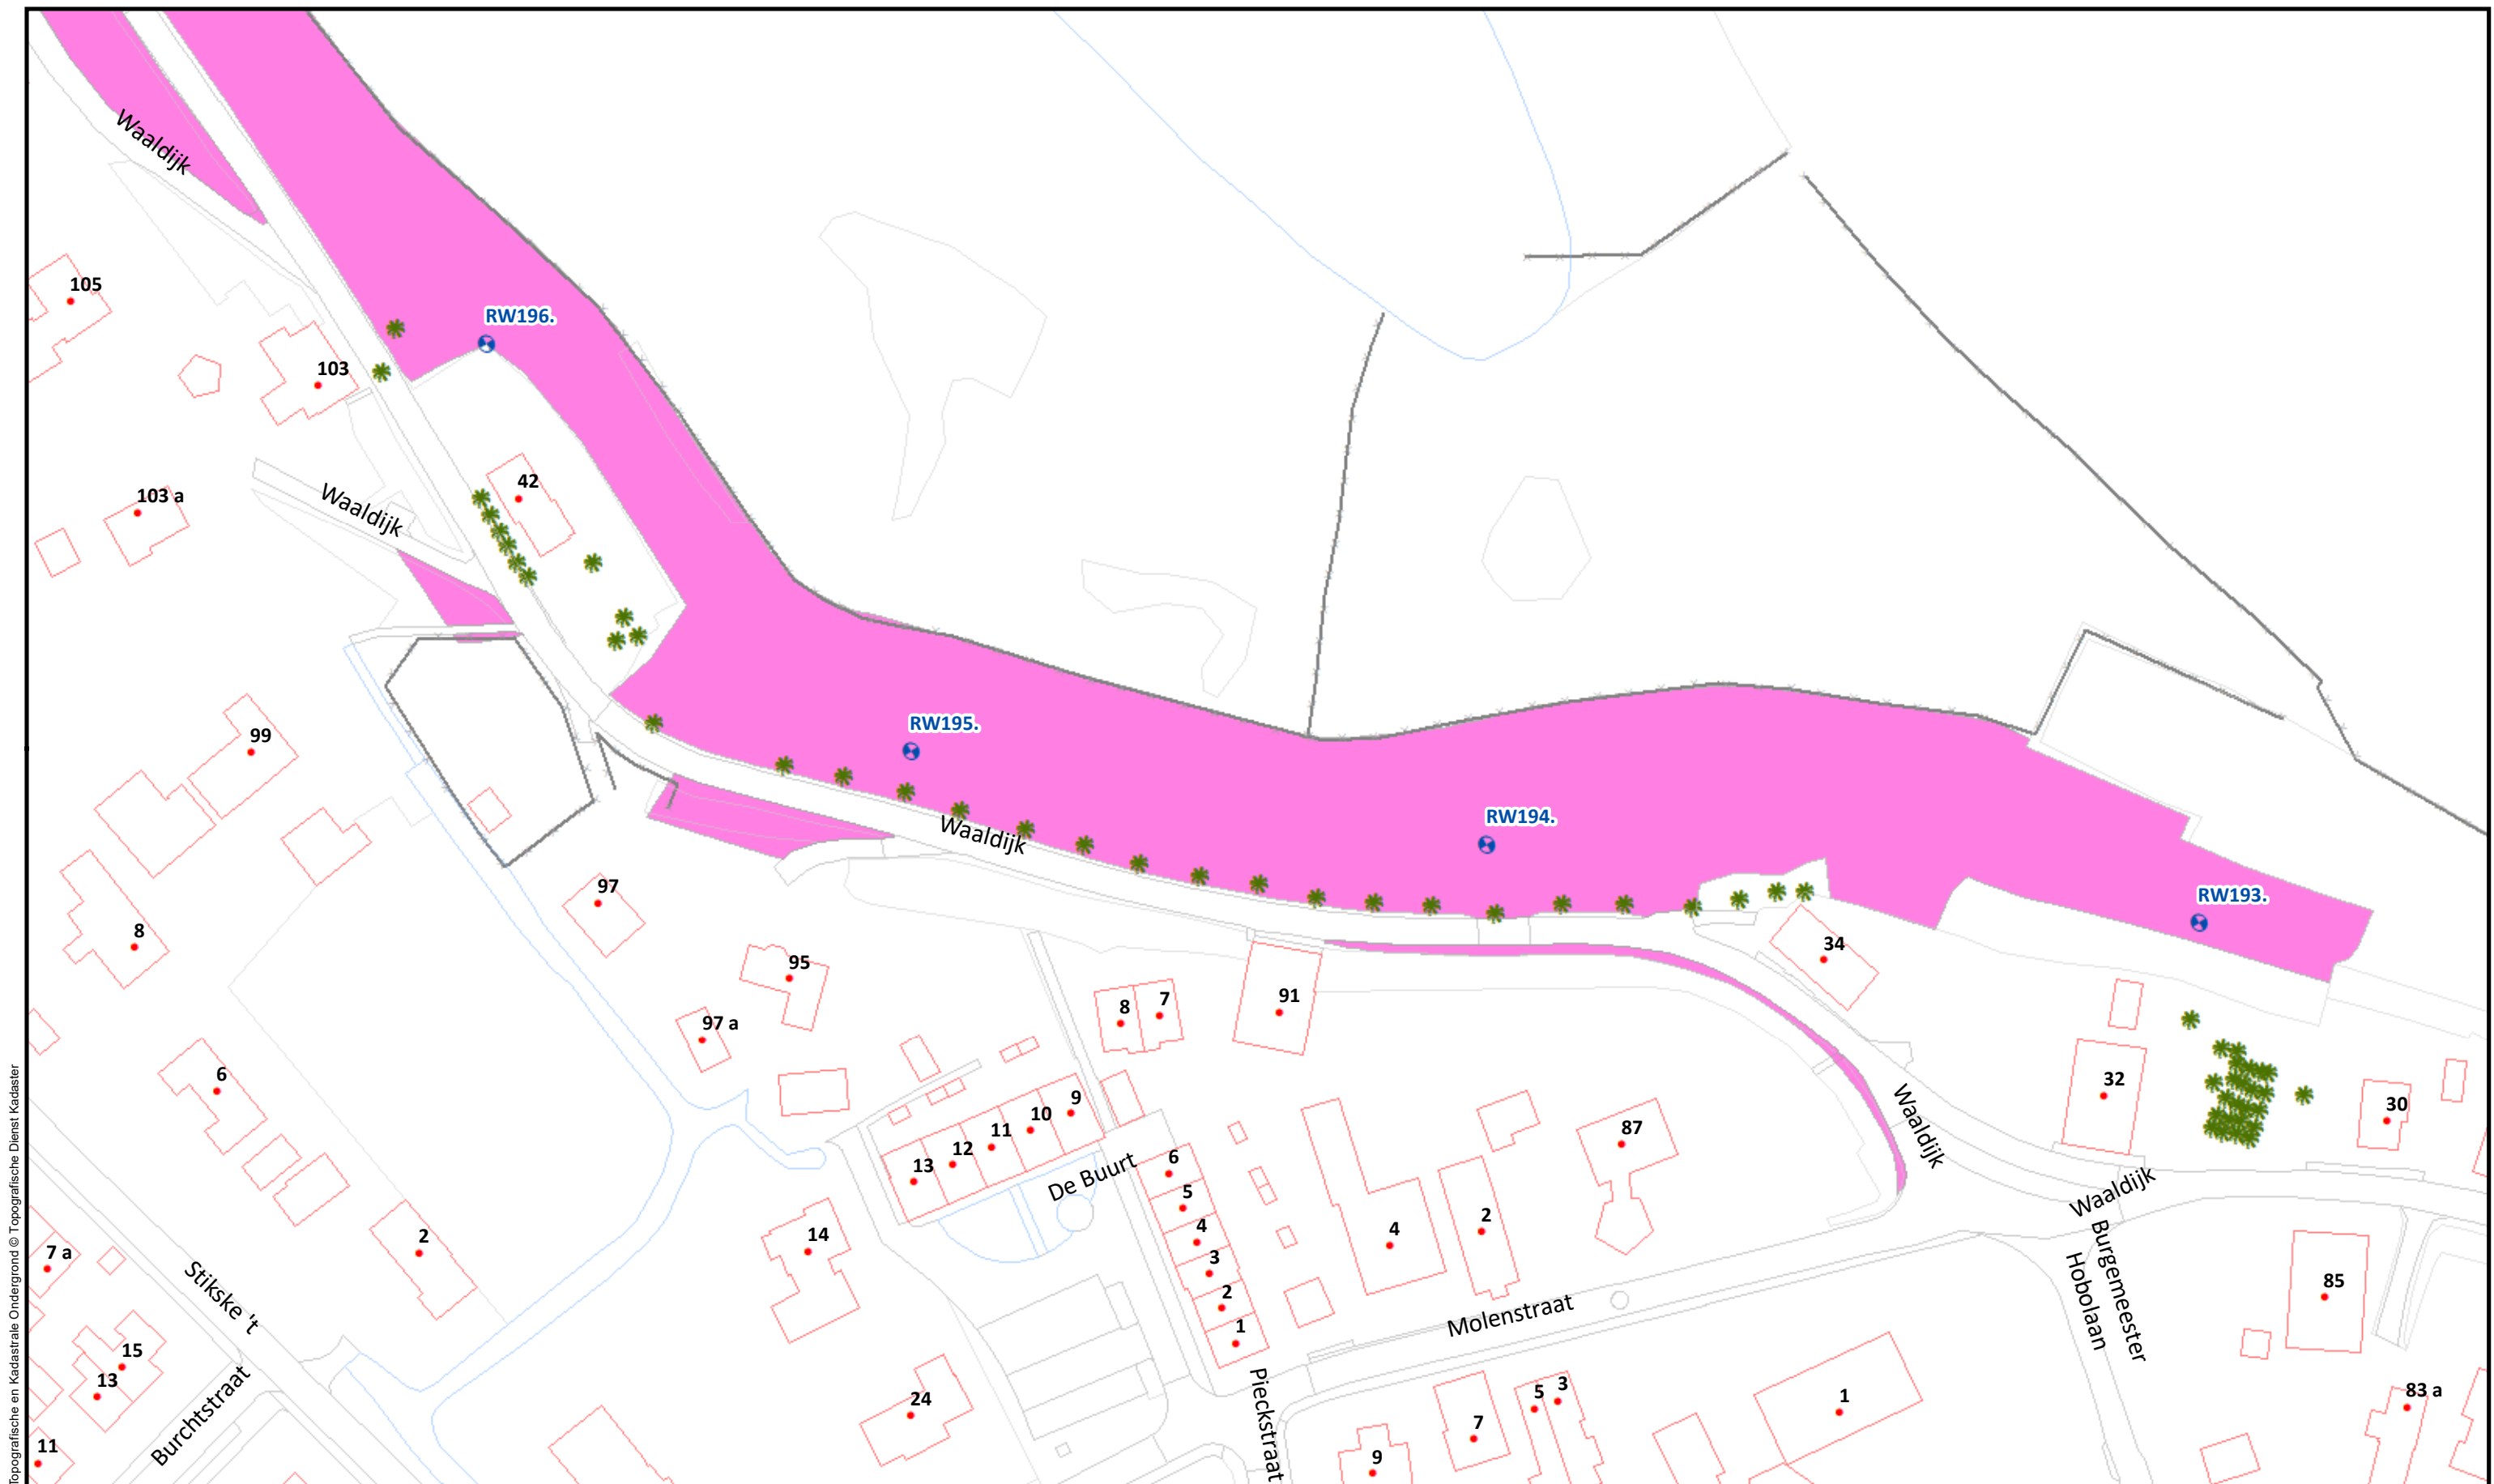 Waaldijk
105
RW196.
103
42
103 a
Waaldijk
RW195.
99
RW194.
Waaldijk
97
RW193.
8
95
34
91
8
7
97 a
6
32
30
9
10
11
12
13
87
Waaldijk
De Buurt
6
5
4
3
2
1
Waaldijk
14
4
2
2
7 a
Stikske 't
Burgemeester
Hobolaan
85
Molenstraat
15
13
Burchtstraat
Pieckstraat
24
11
9
7
5
3
1
83 a
Topografische en Kadastrale Ondergrond © Topografische Dienst Kadaster